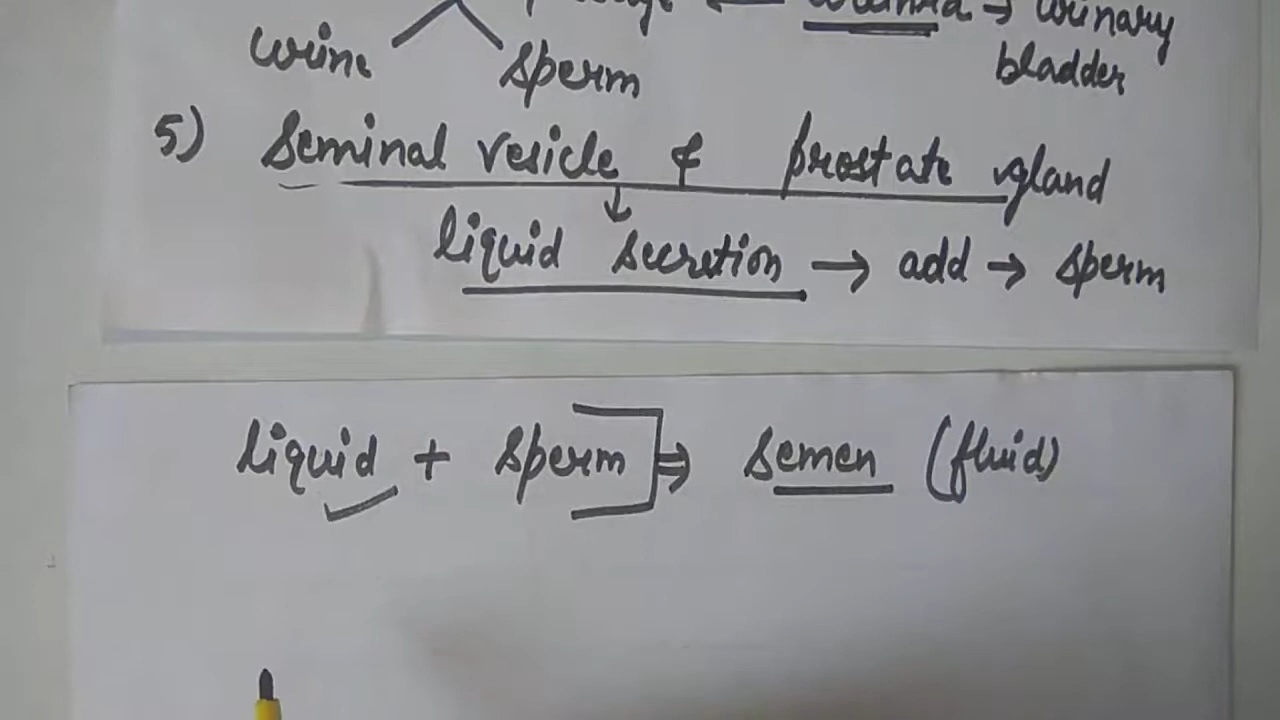 → urinary
urine sperm bladder
5) Seminal vesicle & prostate gland
↓
liquid secretion → add → sperm
liquid + sperm ⇒ semen (fluid)